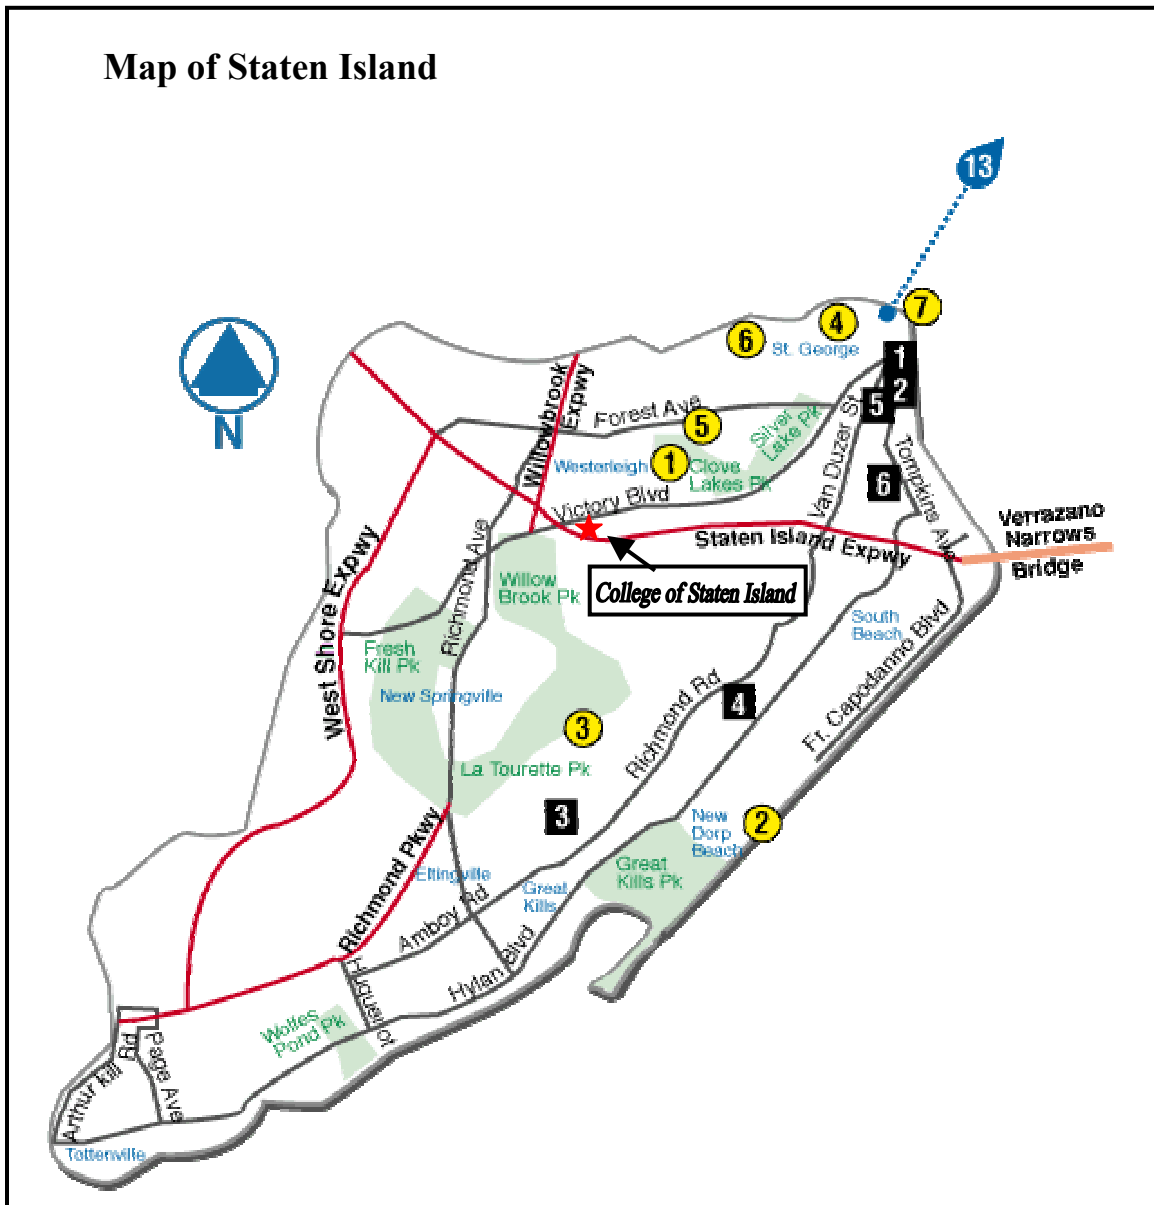 Map of Staten Island
13
7
4
6
St. George
1
2
5
Willowbrook
Expwy
Forest Ave
5
Silver
Lake Pk
Van Duzer St
Westerleigh
1
Clove
Lakes Pk
6
Tompkins Ave
Victory Blvd
N
West Shore Expwy
Richmond Ave
Staten Island Expwy
Verrazano
Narrows
Bridge
Willow
Brook Pk
College of Staten Island
South
Beach
Fresh
Kill Pk
New Springville
Richmond Rd
4
Ft. Capodanno Blvd
3
La Tourette Pk
3
New
Dorp
Beach
2
Richmond Pkwy
Eltingville
Great
Kills Pk
Great
Kills
Amboy Rd
Hylan Blvd
Huguenot
Wolfes
Pond Pk
Arthur Kill Rd
Page Ave
Tottenville